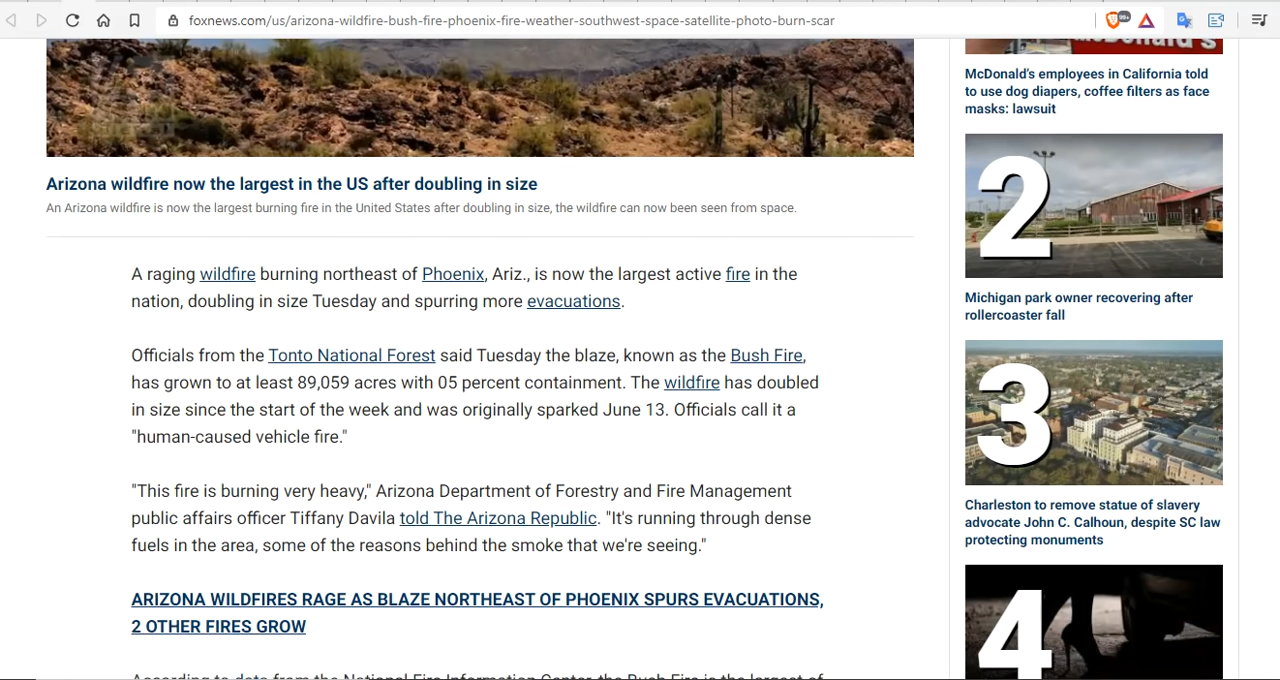 foxnews.com/us/arizona-wildfire-bush-fire-phoenix-fire-weather-southwest-space-satellite-photo-burn-scar
99+
Arizona wildfire now the largest in the US after doubling in size
An Arizona wildfire is now the largest burning fire in the United States after doubling in size, the wildfire can now been seen from space.
A raging wildfire burning northeast of Phoenix, Ariz., is now the largest active fire in the
nation, doubling in size Tuesday and spurring more evacuations.
Officials from the Tonto National Forest said Tuesday the blaze, known as the Bush Fire,
has grown to at least 89,059 acres with 05 percent containment. The wildfire has doubled
in size since the start of the week and was originally sparked June 13. Officials call it a
"human-caused vehicle fire."
"This fire is burning very heavy," Arizona Department of Forestry and Fire Management
public affairs officer Tiffany Davila told The Arizona Republic. "It's running through dense
fuels in the area, some of the reasons behind the smoke that we're seeing."
ARIZONA WILDFIRES RAGE AS BLAZE NORTHEAST OF PHOENIX SPURS EVACUATIONS,
2 OTHER FIRES GROW
According to data from the National Fire Information Center, the Bush Fire is the largest of
McDonald's
McDonald's employees in California told
to use dog diapers, coffee filters as face
masks: lawsuit
2
Michigan park owner recovering after
rollercoaster fall
3
Charleston to remove statue of slavery
advocate John C. Calhoun, despite SC law
protecting monuments
4